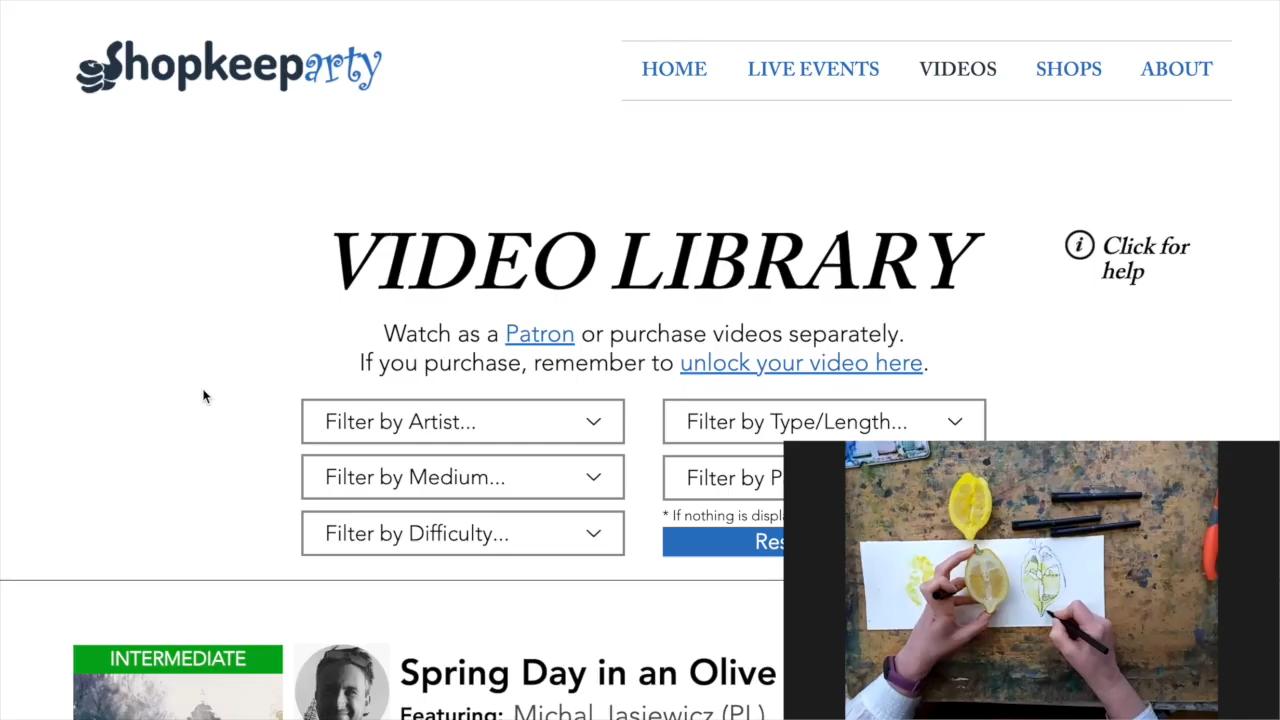 Shopkeeparty
HOME LIVE EVENTS VIDEOS SHOPS ABOUT
VIDEO LIBRARY
Click for
help
Watch as a Patron or purchase videos separately.
If you purchase, remember to unlock your video here.
Filter by Artist...
Filter by Type/Length...
Filter by Medium...
Filter by P
Filter by Difficulty...
* If nothing is displ
Res
INTERMEDIATE
Spring Day in an Olive
Featuring: Michal Jasiewicz (PL)